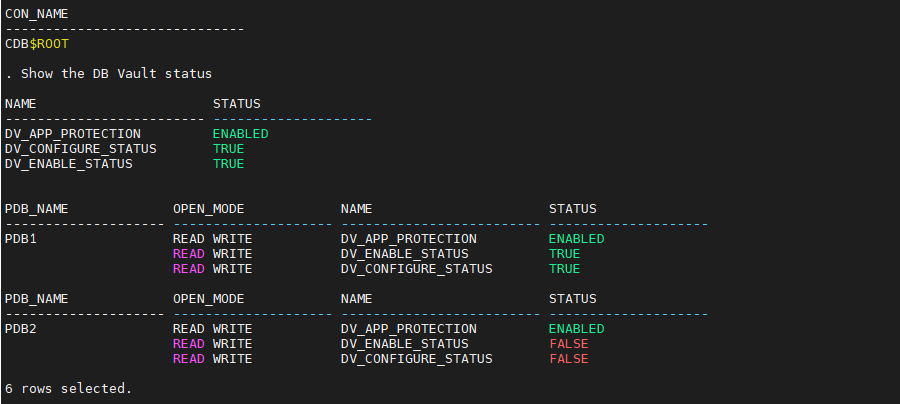 CON_NAME
------------------------------
CDB$ROOT
. Show the DB Vault status
NAME                      STATUS
------------------------- --------------------
DV_APP_PROTECTION         ENABLED
DV_CONFIGURE_STATUS       TRUE
DV_ENABLE_STATUS          TRUE
PDB_NAME             OPEN_MODE            NAME                      STATUS
-------------------- -------------------- ------------------------- --------------------
PDB1                 READ WRITE           DV_APP_PROTECTION         ENABLED
                     READ WRITE           DV_ENABLE_STATUS          TRUE
                     READ WRITE           DV_CONFIGURE_STATUS       TRUE
PDB_NAME             OPEN_MODE            NAME                      STATUS
-------------------- -------------------- ------------------------- --------------------
PDB2                 READ WRITE           DV_APP_PROTECTION         ENABLED
                     READ WRITE           DV_ENABLE_STATUS          FALSE
                     READ WRITE           DV_CONFIGURE_STATUS       FALSE
6 rows selected.